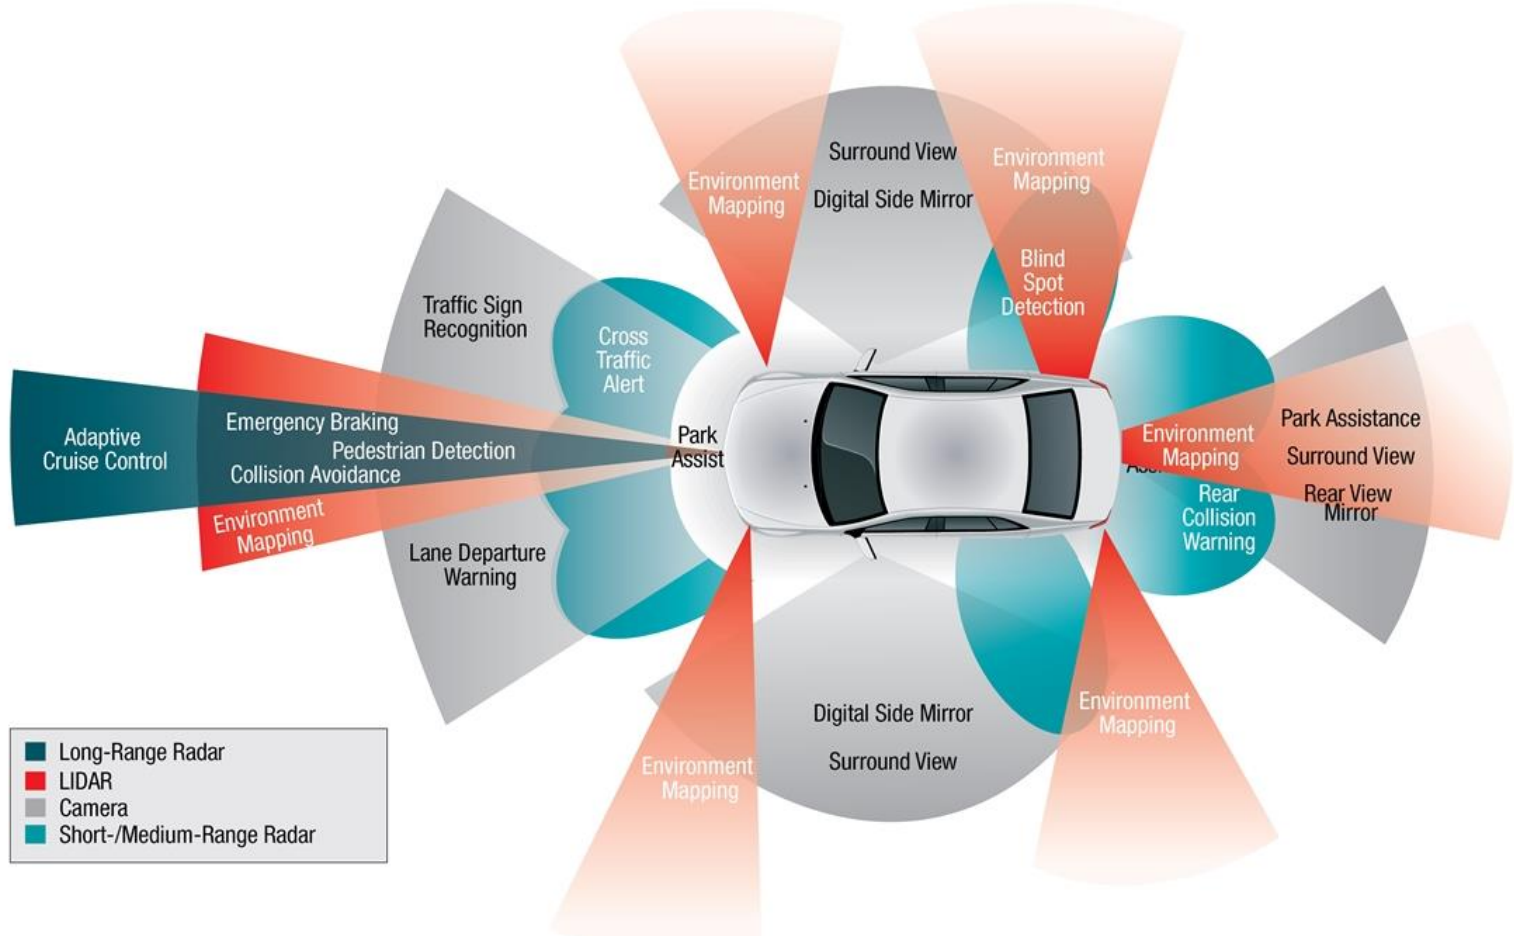 Surround View
Digital Side Mirror
Environment
Mapping
Environment
Mapping
Blind
Spot
Detection
Traffic Sign
Recognition
Cross
Traffic
Alert
Adaptive
Cruise Control
Emergency Braking
Pedestrian Detection
Collision Avoidance
Environment
Mapping
Lane Departure
Warning
Park
Assist
Environment
Mapping
Rear
Collision
Warning
Park Assistance
Surround View
Rear View
Mirror
Digital Side Mirror
Surround View
Environment
Mapping
Environment
Mapping
Long-Range Radar
LIDAR
Camera
Short-/Medium-Range Radar